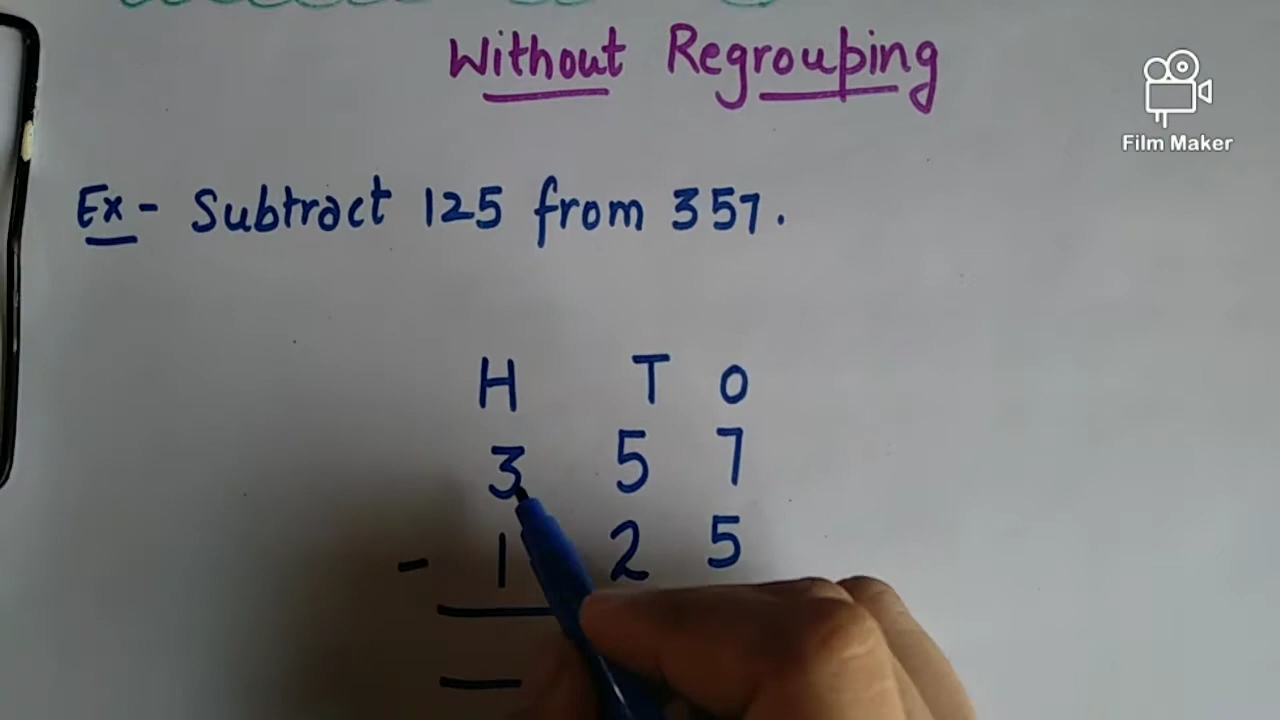 Without Regrouping
Film Maker
Ex- Subtract 125 from 357.
H T O
3 5 7
- 1 2 5